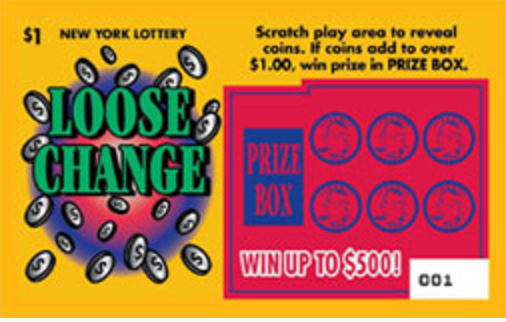 $1 NEW YORK LOTTERY
LOOSE
CHANGE
Scratch play area to reveal
coins. If coins add to over
$1.00, win prize in PRIZE BOX.
PRIZE
BOX
WIN UP TO $500!
001